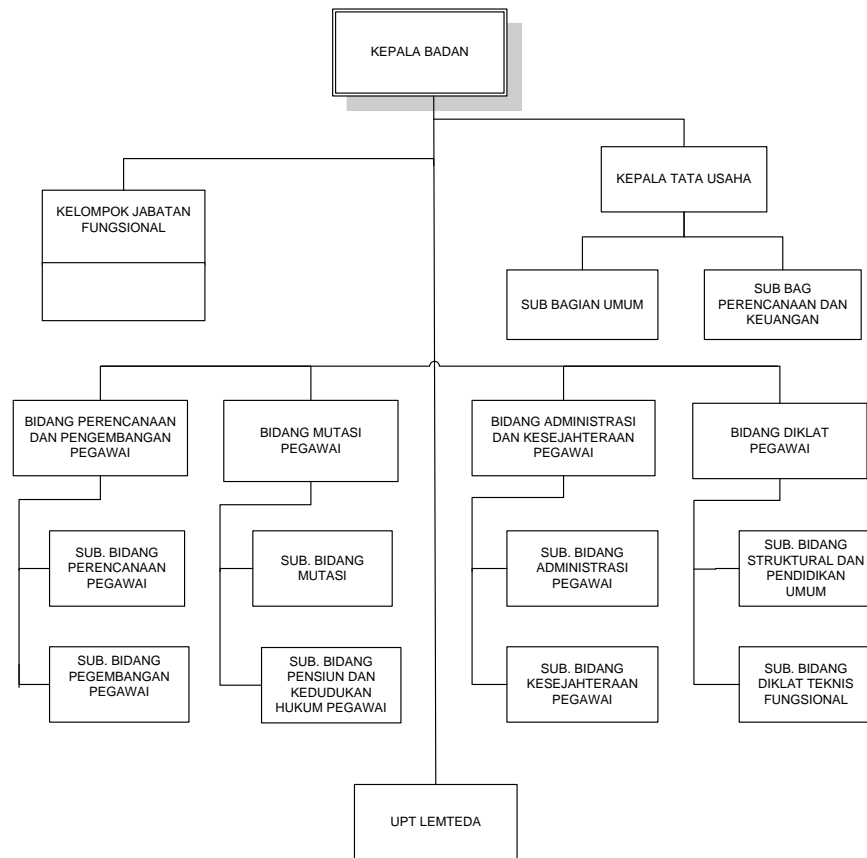 KEPALA BADAN
KEPALA TATA USAHA
KELOMPOK JABATAN
FUNGSIONAL
SUB BAGIAN UMUM
SUB BAG
PERENCANAAN DAN
KEUANGAN
BIDANG PERENCANAAN
DAN PENGEMBANGAN
PEGAWAI
BIDANG MUTASI
PEGAWAI
BIDANG ADMINISTRASI
DAN KESEJAHTERAAN
PEGAWAI
BIDANG DIKLAT
PEGAWAI
SUB. BIDANG
PERENCANAAN
PEGAWAI
SUB. BIDANG
MUTASI
SUB. BIDANG
ADMINISTRASI
PEGAWAI
SUB. BIDANG
STRUKTURAL DAN
PENDIDIKAN
UMUM
SUB. BIDANG
PEGEMBANGAN
PEGAWAI
SUB. BIDANG
PENSIUN DAN
KEDUDUKAN
HUKUM PEGAWAI
SUB. BIDANG
KESEJAHTERAAN
PEGAWAI
SUB. BIDANG
DIKLAT TEKNIS
FUNGSIONAL
UPT LEMTEDA